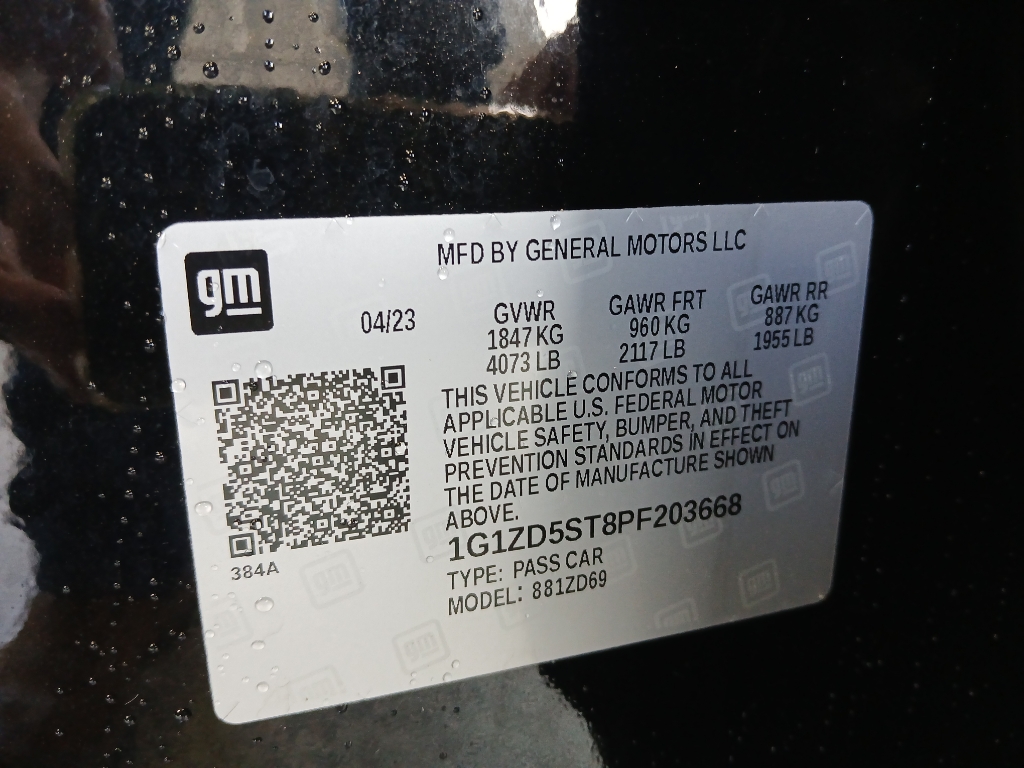 gm
MFD BY GENERAL MOTORS LLC
04/23
GVWR
1847 KG
4073 LB
GAWR FRT
960 KG
2117 LB
GAWR RR
887 KG
1955 LB
THIS VEHICLE CONFORMS TO ALL
APPLICABLE U.S. FEDERAL MOTOR
VEHICLE SAFETY, BUMPER, AND THEFT
PREVENTION STANDARDS IN EFFECT ON
THE DATE OF MANUFACTURE SHOWN
ABOVE.
1G1ZD5ST8PF203668
TYPE: PASS CAR
MODEL: 881ZD69
384A